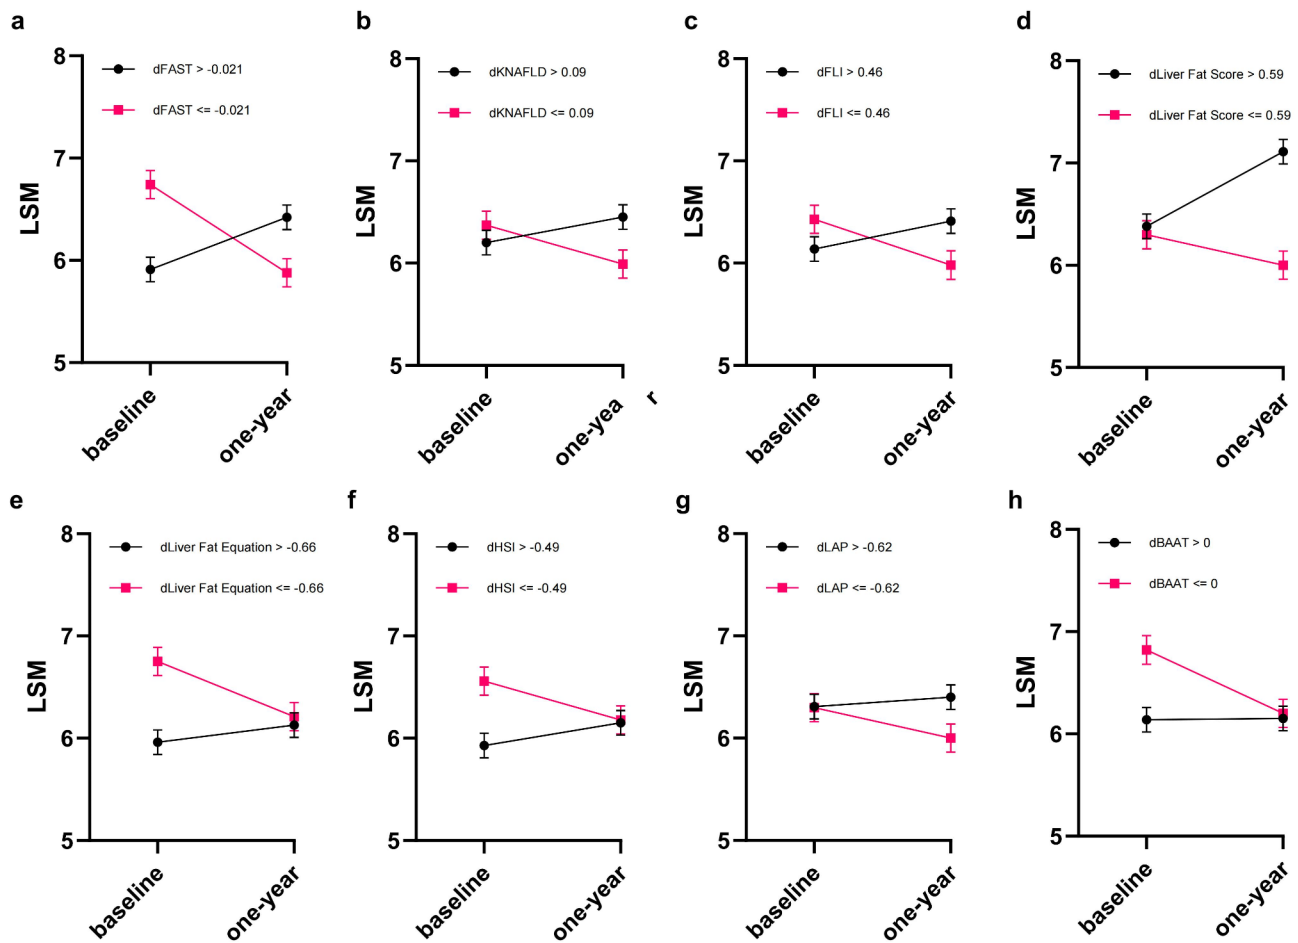 a
8
7
6
5
LSM
dFAST > -0.021
dFAST <= -0.021
baseline
one-year
b
8
7
6
5
LSM
dKNAFLD > 0.09
dKNAFLD <= 0.09
baseline
one-yea r
c
8
7
6
5
LSM
dFLI > 0.46
dFLI <= 0.46
baseline
one-year
d
8
7
6
5
LSM
dLiver Fat Score > 0.59
dLiver Fat Score <= 0.59
baseline
one-year
e
8
7
6
5
LSM
dLiver Fat Equation > -0.66
dLiver Fat Equation <= -0.66
baseline
one-year
f
8
7
6
5
LSM
dHSI > -0.49
dHSI <= -0.49
baseline
one-year
g
8
7
6
5
LSM
dLAP > -0.62
dLAP <= -0.62
baseline
one-year
h
8
7
6
5
LSM
dBAAT > 0
dBAAT <= 0
baseline
one-year